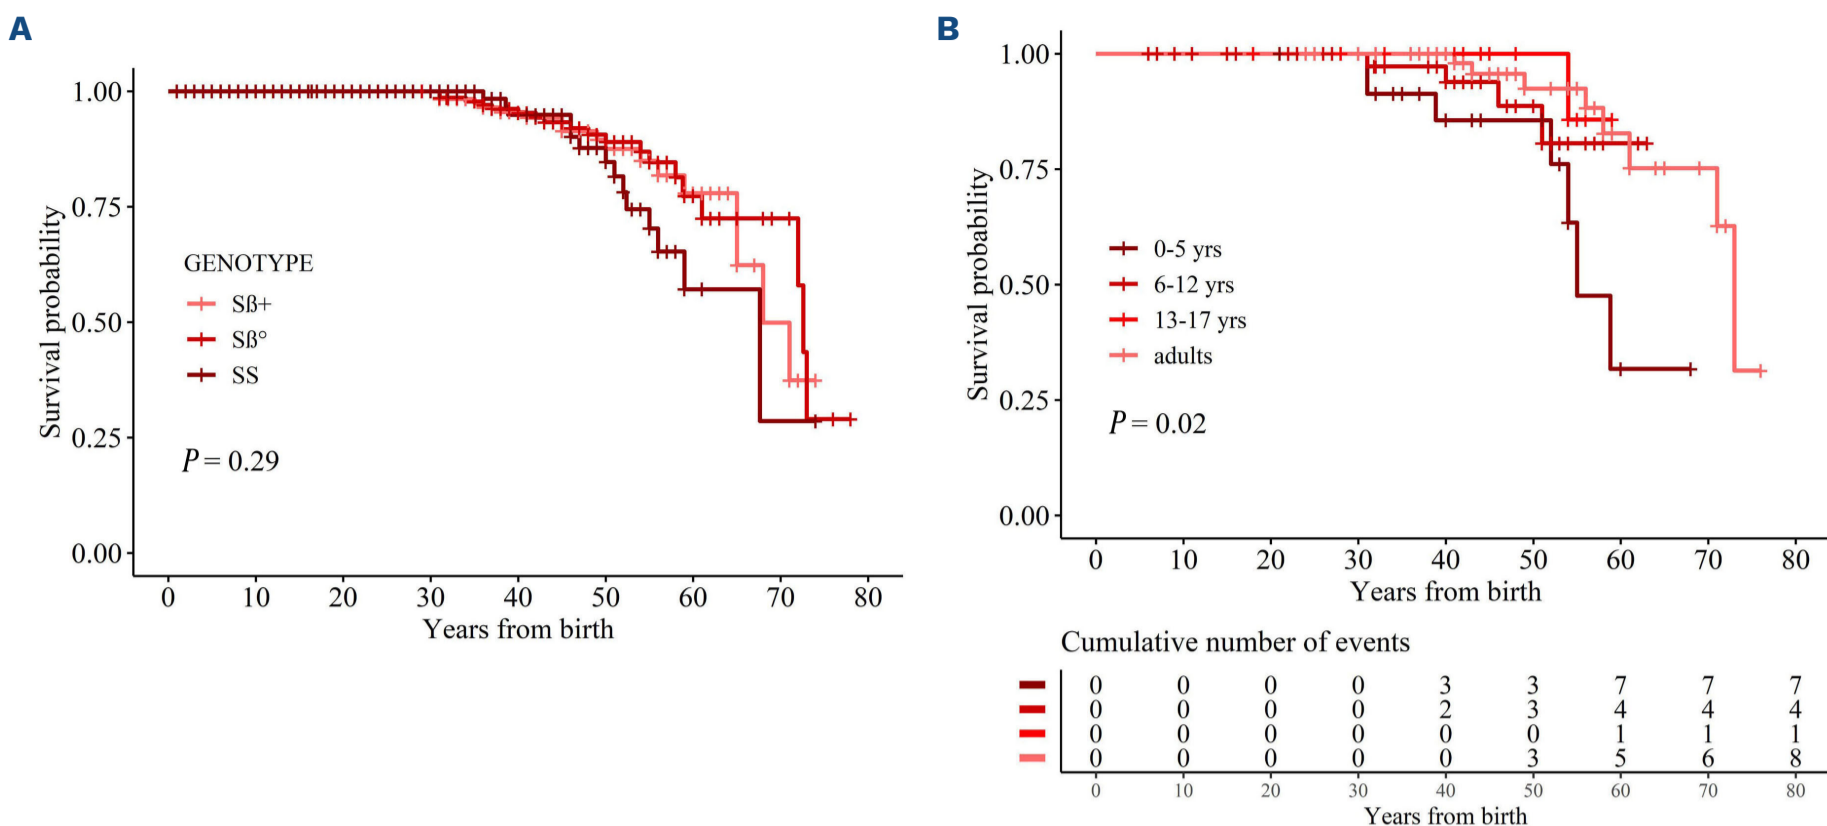 A
1.00
0.75
0.50
0.25
0.00
Survival probability
GENOTYPE
Sß+
Sß°
SS
P = 0.29
0 10 20 30 40 50 60 70 80
Years from birth
B
1.00
0.75
0.50
0.25
0.00
Survival probability
0-5 yrs
6-12 yrs
13-17 yrs
adults
P = 0.02
0 10 20 30 40 50 60 70 80
Years from birth
Cumulative number of events
0 0 0 0 3 3 7 7 7
0 0 0 0 2 3 4 4 4
0 0 0 0 0 0 1 1 1
0 0 0 0 0 3 5 6 8
0 10 20 30 40 50 60 70 80
Years from birth